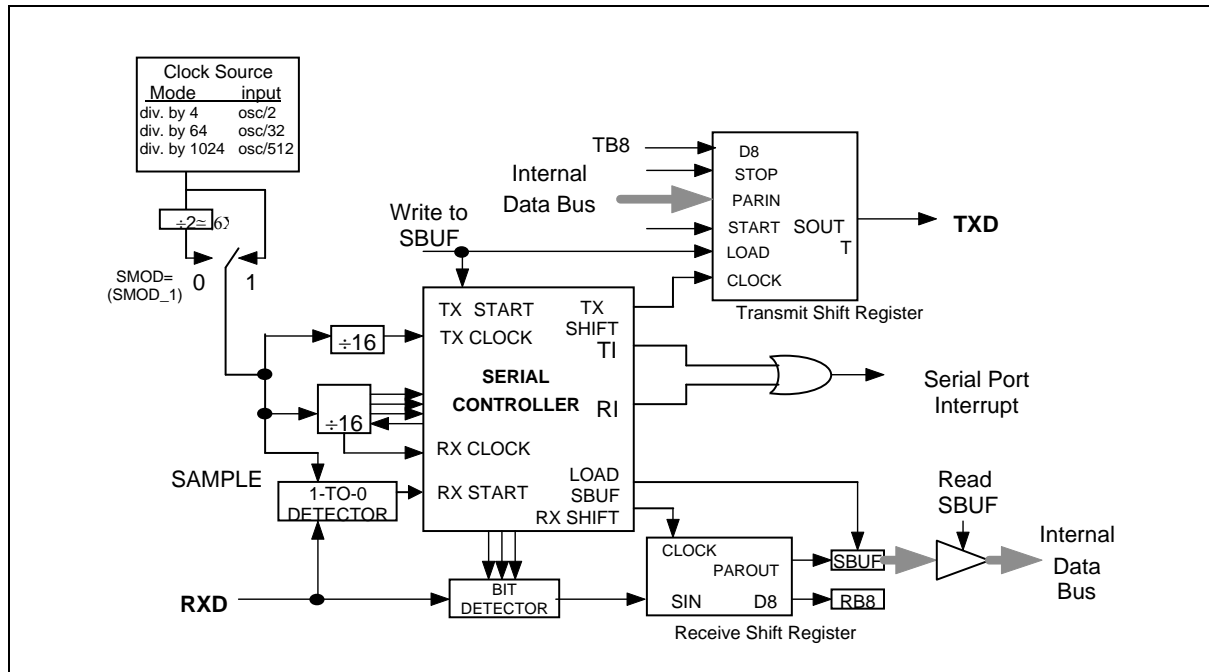 Clock Source
Mode input
div. by 4 osc/2
div. by 64 osc/32
div. by 1024 osc/512
÷2
SMOD=
(SMOD_1)
0 1
Write to
SBUF
TB8
Internal
Data Bus
D8
STOP
PARIN
START
LOAD
CLOCK
SOUT
T
TXD
Transmit Shift Register
÷16
÷16
SAMPLE
1-TO-0
DETECTOR
TX START
TX CLOCK
SERIAL
CONTROLLER
RX CLOCK
RX START
TX
SHIFT
TI
RI
LOAD
SBUF
RX SHIFT
Serial Port
Interrupt
Read
SBUF
Internal
Data
Bus
RXD
BIT
DETECTOR
CLOCK
PAROUT
SIN D8
SBUF
RB8
Receive Shift Register